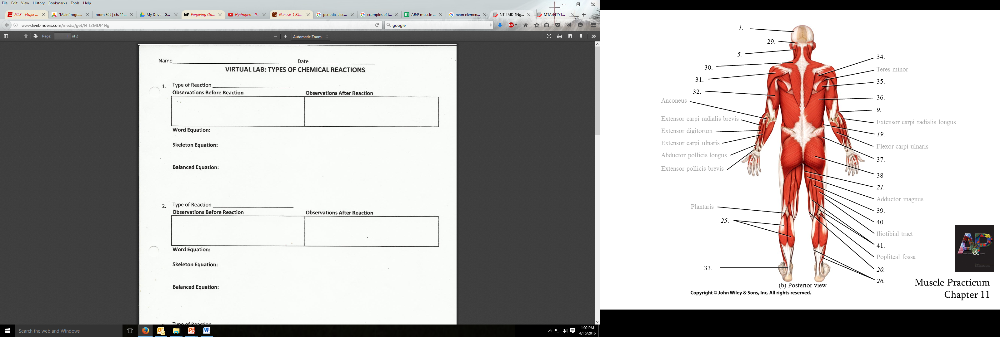 File Edit View History Bookmarks Tools Help
MLB - Major ... "MainProgra... room 305 | ch. 11... My Drive - G... Forgiving Ou... Hydrogen - P... Genesis 1 ES... periodic elec... examples of t... A&P muscle ... neon elemen... NTI2MDI4Ng... MTAzNTY1...
www.livebinders.com/media/get/NTI2MDI4Ng== google
Page: 1 of 2 Automatic Zoom
Name Date
VIRTUAL LAB: TYPES OF CHEMICAL REACTIONS
1. Type of Reaction
Observations Before Reaction Observations After Reaction
Word Equation:
Skeleton Equation:
Balanced Equation:
2. Type of Reaction
Observations Before Reaction Observations After Reaction
Word Equation:
Skeleton Equation:
Balanced Equation:
Type of Reaction
Search the web and Windows
1:02 PM
4/15/2016
1.
29.
5.
30.
31.
32.
Anconeus
Extensor carpi radialis brevis
Extensor digitorum
Extensor carpi ulnaris
Abductor pollicis longus
Extensor pollicis brevis
Plantaris
25.
33.
34.
Teres minor
35.
36.
9.
Extensor carpi radialis longus
19.
Flexor carpi ulnaris
37.
38
21.
Adductor magnus
39.
40.
Iliotibial tract
41.
Popliteal fossa
20.
26.
(b) Posterior view
Copyright © John Wiley & Sons, Inc. All rights reserved.
A&P
Muscle Practicum
Chapter 11